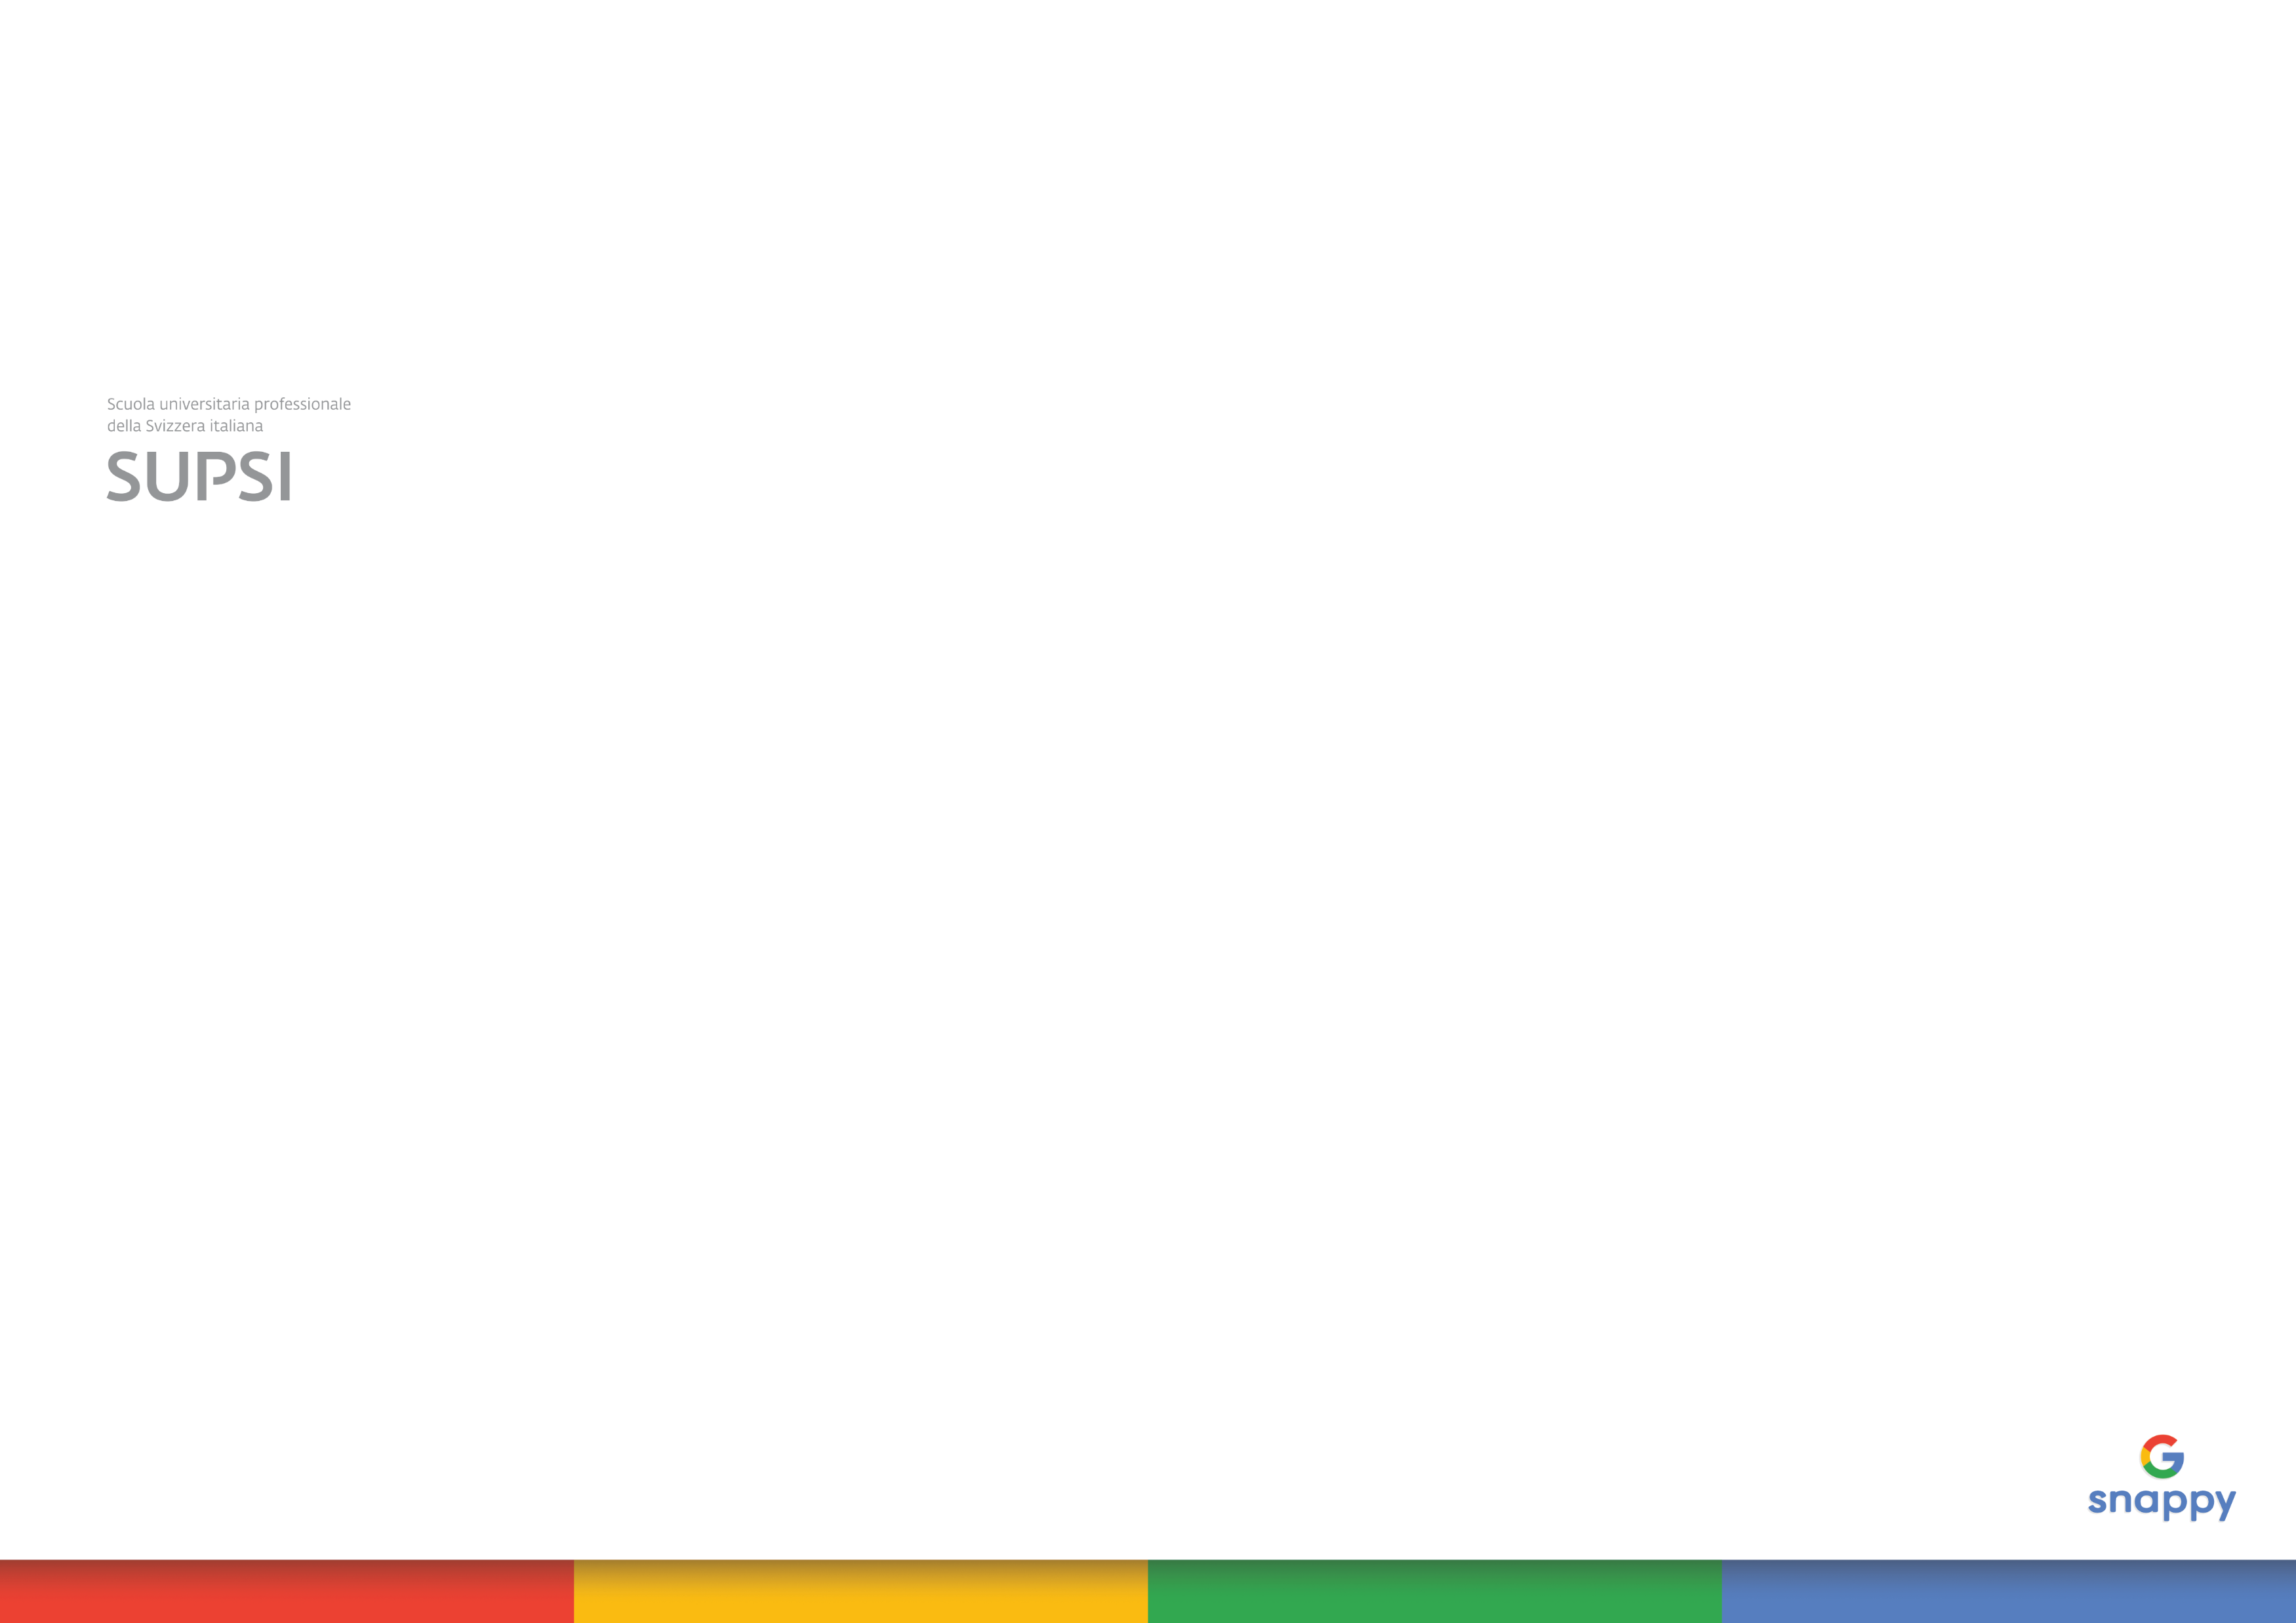 Scuola universitaria professionale
della Svizzera italiana
SUPSI
G
snappy